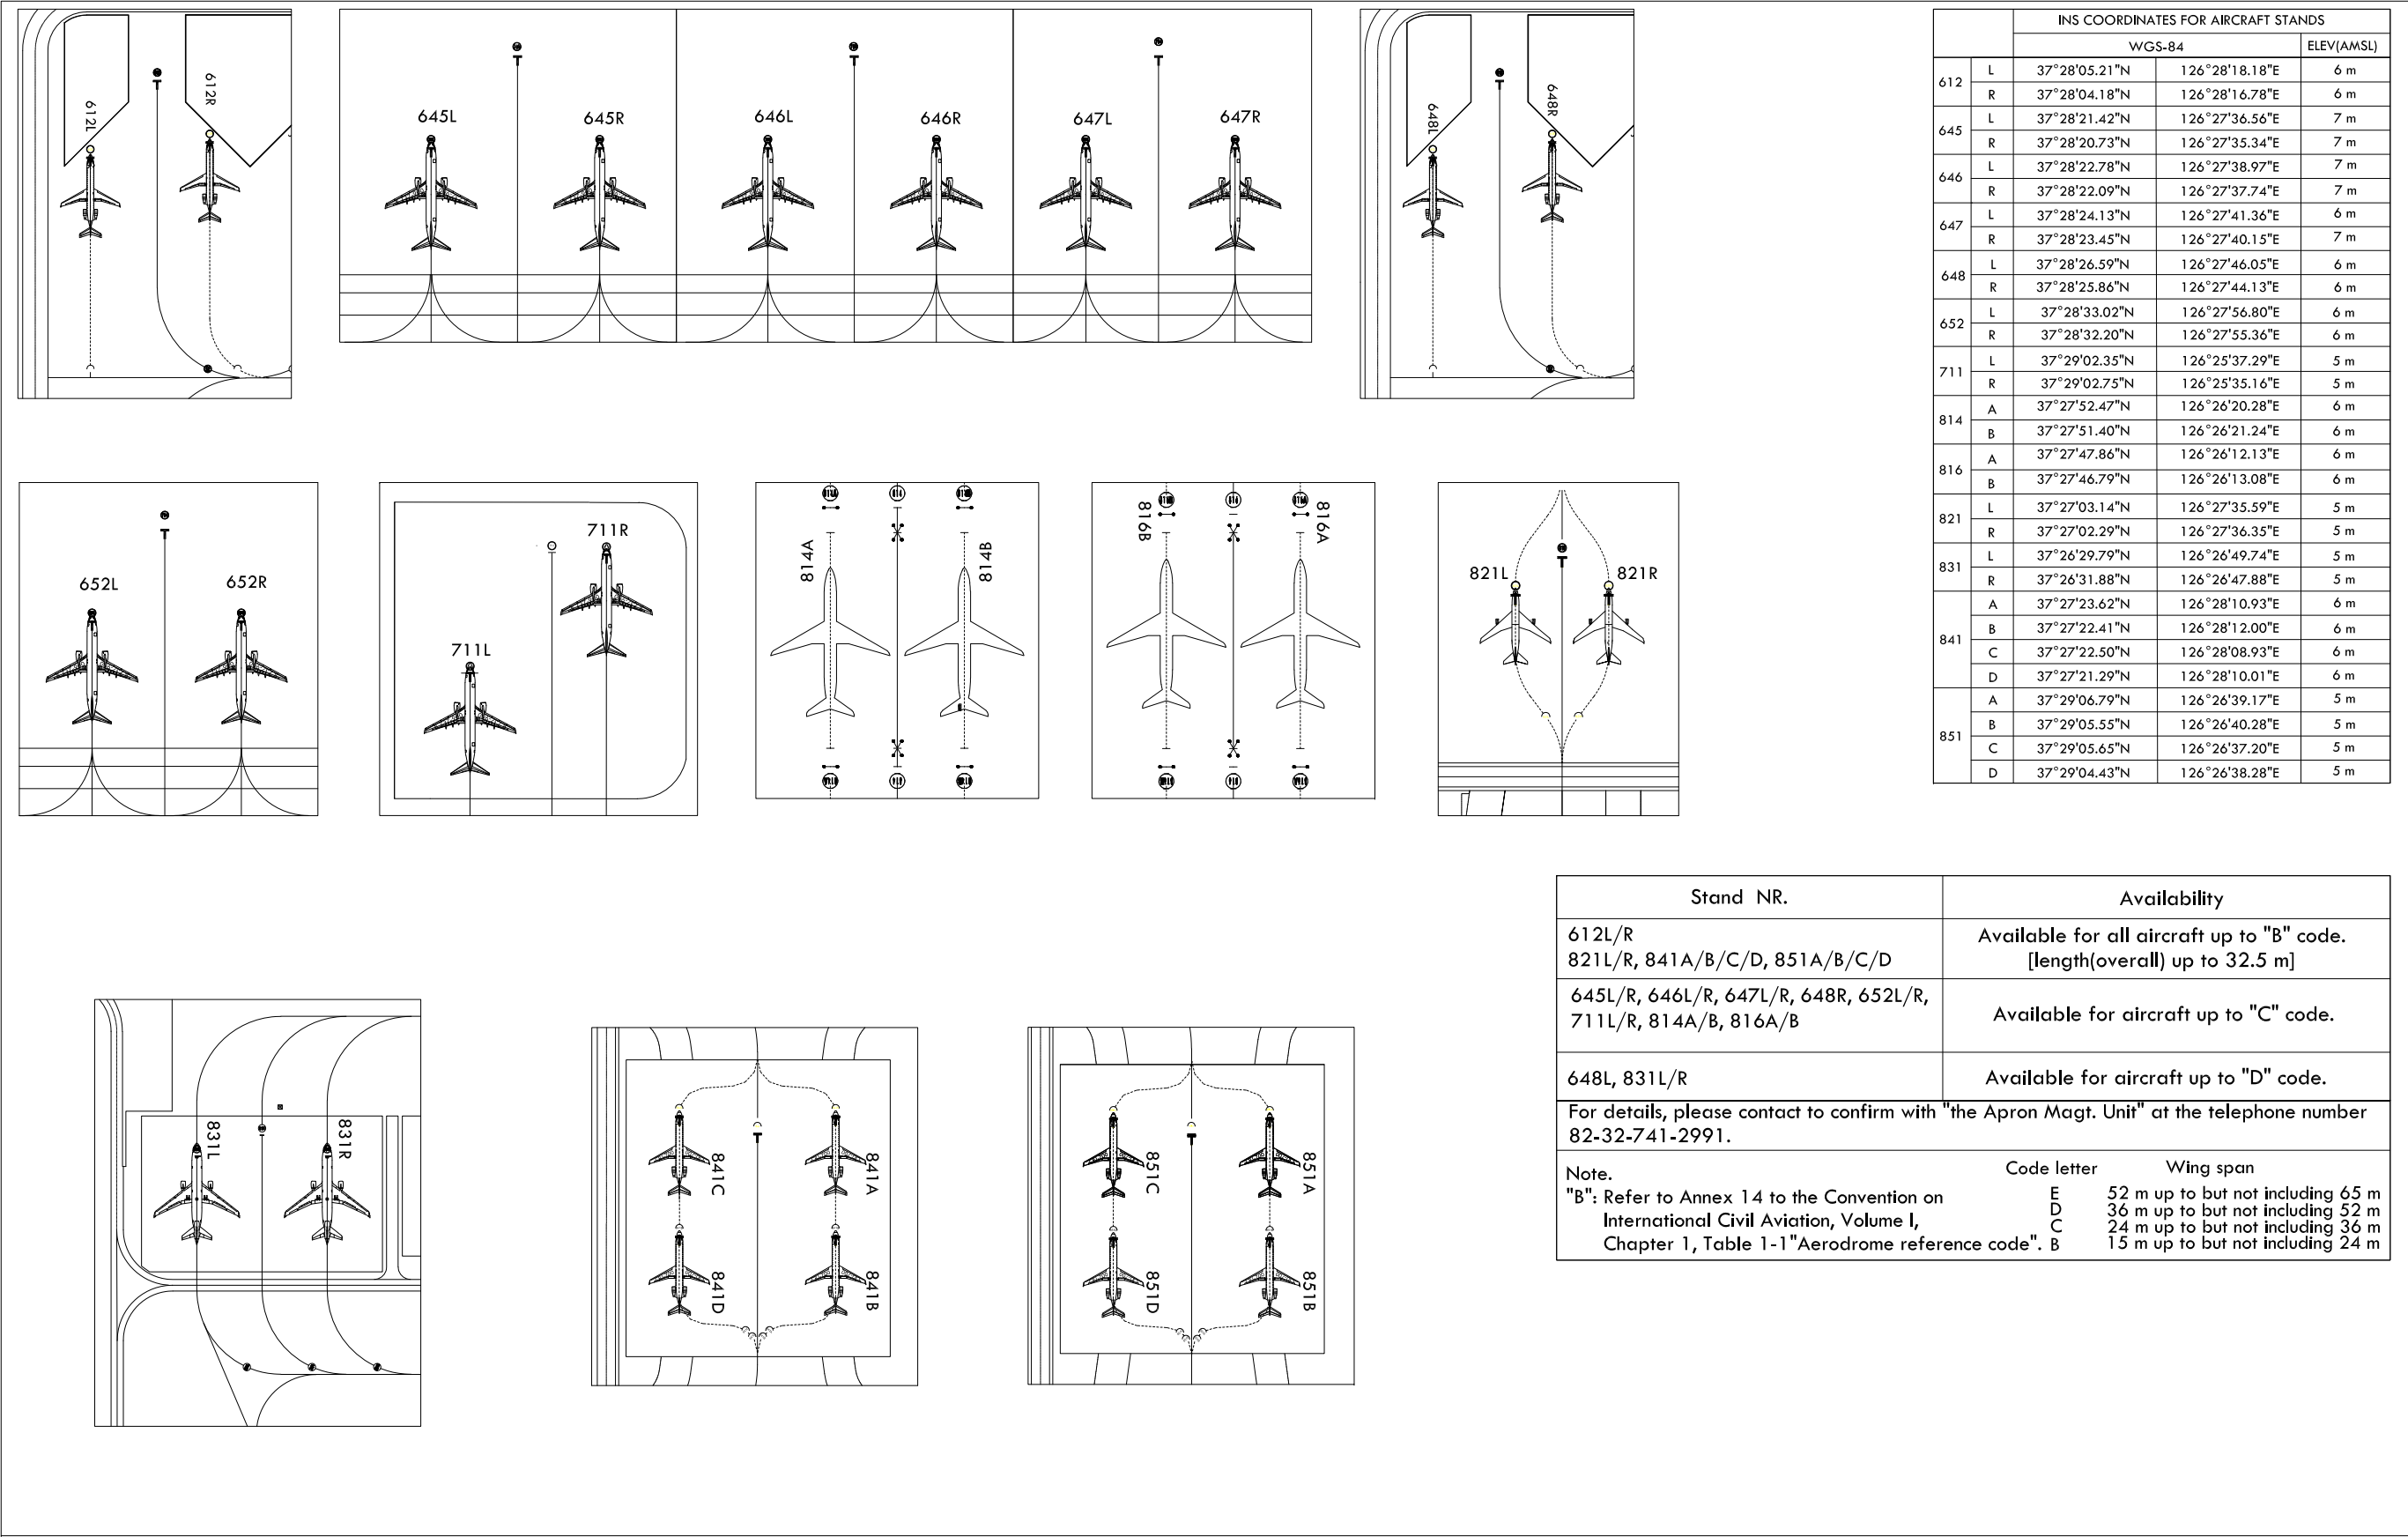 612L
612R
645L
645R
646L
646R
647L
647R
648L
648R
652L
652R
711L
711R
814A
814B
816B
816A
821L
821R
831L
831R
841C
841A
841D
841B
851C
851A
851D
851B
INS COORDINATES FOR AIRCRAFT STANDS
WGS-84 ELEV(AMSL)
612 L 37°28'05.21"N 126°28'18.18"E 6 m
R 37°28'04.18"N 126°28'16.78"E 6 m
645 L 37°28'21.42"N 126°27'36.56"E 7 m
R 37°28'20.73"N 126°27'35.34"E 7 m
646 L 37°28'22.78"N 126°27'38.97"E 7 m
R 37°28'22.09"N 126°27'37.74"E 7 m
647 L 37°28'24.13"N 126°27'41.36"E 6 m
R 37°28'23.45"N 126°27'40.15"E 7 m
648 L 37°28'26.59"N 126°27'46.05"E 6 m
R 37°28'25.86"N 126°27'44.13"E 6 m
652 L 37°28'33.02"N 126°27'56.80"E 6 m
R 37°28'32.20"N 126°27'55.36"E 6 m
711 L 37°29'02.35"N 126°25'37.29"E 5 m
R 37°29'02.75"N 126°25'35.16"E 5 m
814 A 37°27'52.47"N 126°26'20.28"E 6 m
B 37°27'51.40"N 126°26'21.24"E 6 m
816 A 37°27'47.86"N 126°26'12.13"E 6 m
B 37°27'46.79"N 126°26'13.08"E 6 m
821 L 37°27'03.14"N 126°27'35.59"E 5 m
R 37°27'02.29"N 126°27'36.35"E 5 m
831 L 37°26'29.79"N 126°26'49.74"E 5 m
R 37°26'31.88"N 126°26'47.88"E 5 m
841 A 37°27'23.62"N 126°28'10.93"E 6 m
B 37°27'22.41"N 126°28'12.00"E 6 m
C 37°27'22.50"N 126°28'08.93"E 6 m
D 37°27'21.29"N 126°28'10.01"E 6 m
851 A 37°29'06.79"N 126°26'39.17"E 5 m
B 37°29'05.55"N 126°26'40.28"E 5 m
C 37°29'05.65"N 126°26'37.20"E 5 m
D 37°29'04.43"N 126°26'38.28"E 5 m
Stand NR. Availability
612L/R
821L/R, 841A/B/C/D, 851A/B/C/D
Available for all aircraft up to "B" code.
[length(overall) up to 32.5 m]
645L/R, 646L/R, 647L/R, 648R, 652L/R,
711L/R, 814A/B, 816A/B
Available for aircraft up to "C" code.
648L, 831L/R Available for aircraft up to "D" code.
For details, please contact to confirm with "the Apron Magt. Unit" at the telephone number
82-32-741-2991.
Note.
"B": Refer to Annex 14 to the Convention on
International Civil Aviation, Volume I,
Chapter 1, Table 1-1"Aerodrome reference code".
Code letter Wing span
E 52 m up to but not including 65 m
D 36 m up to but not including 52 m
C 24 m up to but not including 36 m
B 15 m up to but not including 24 m